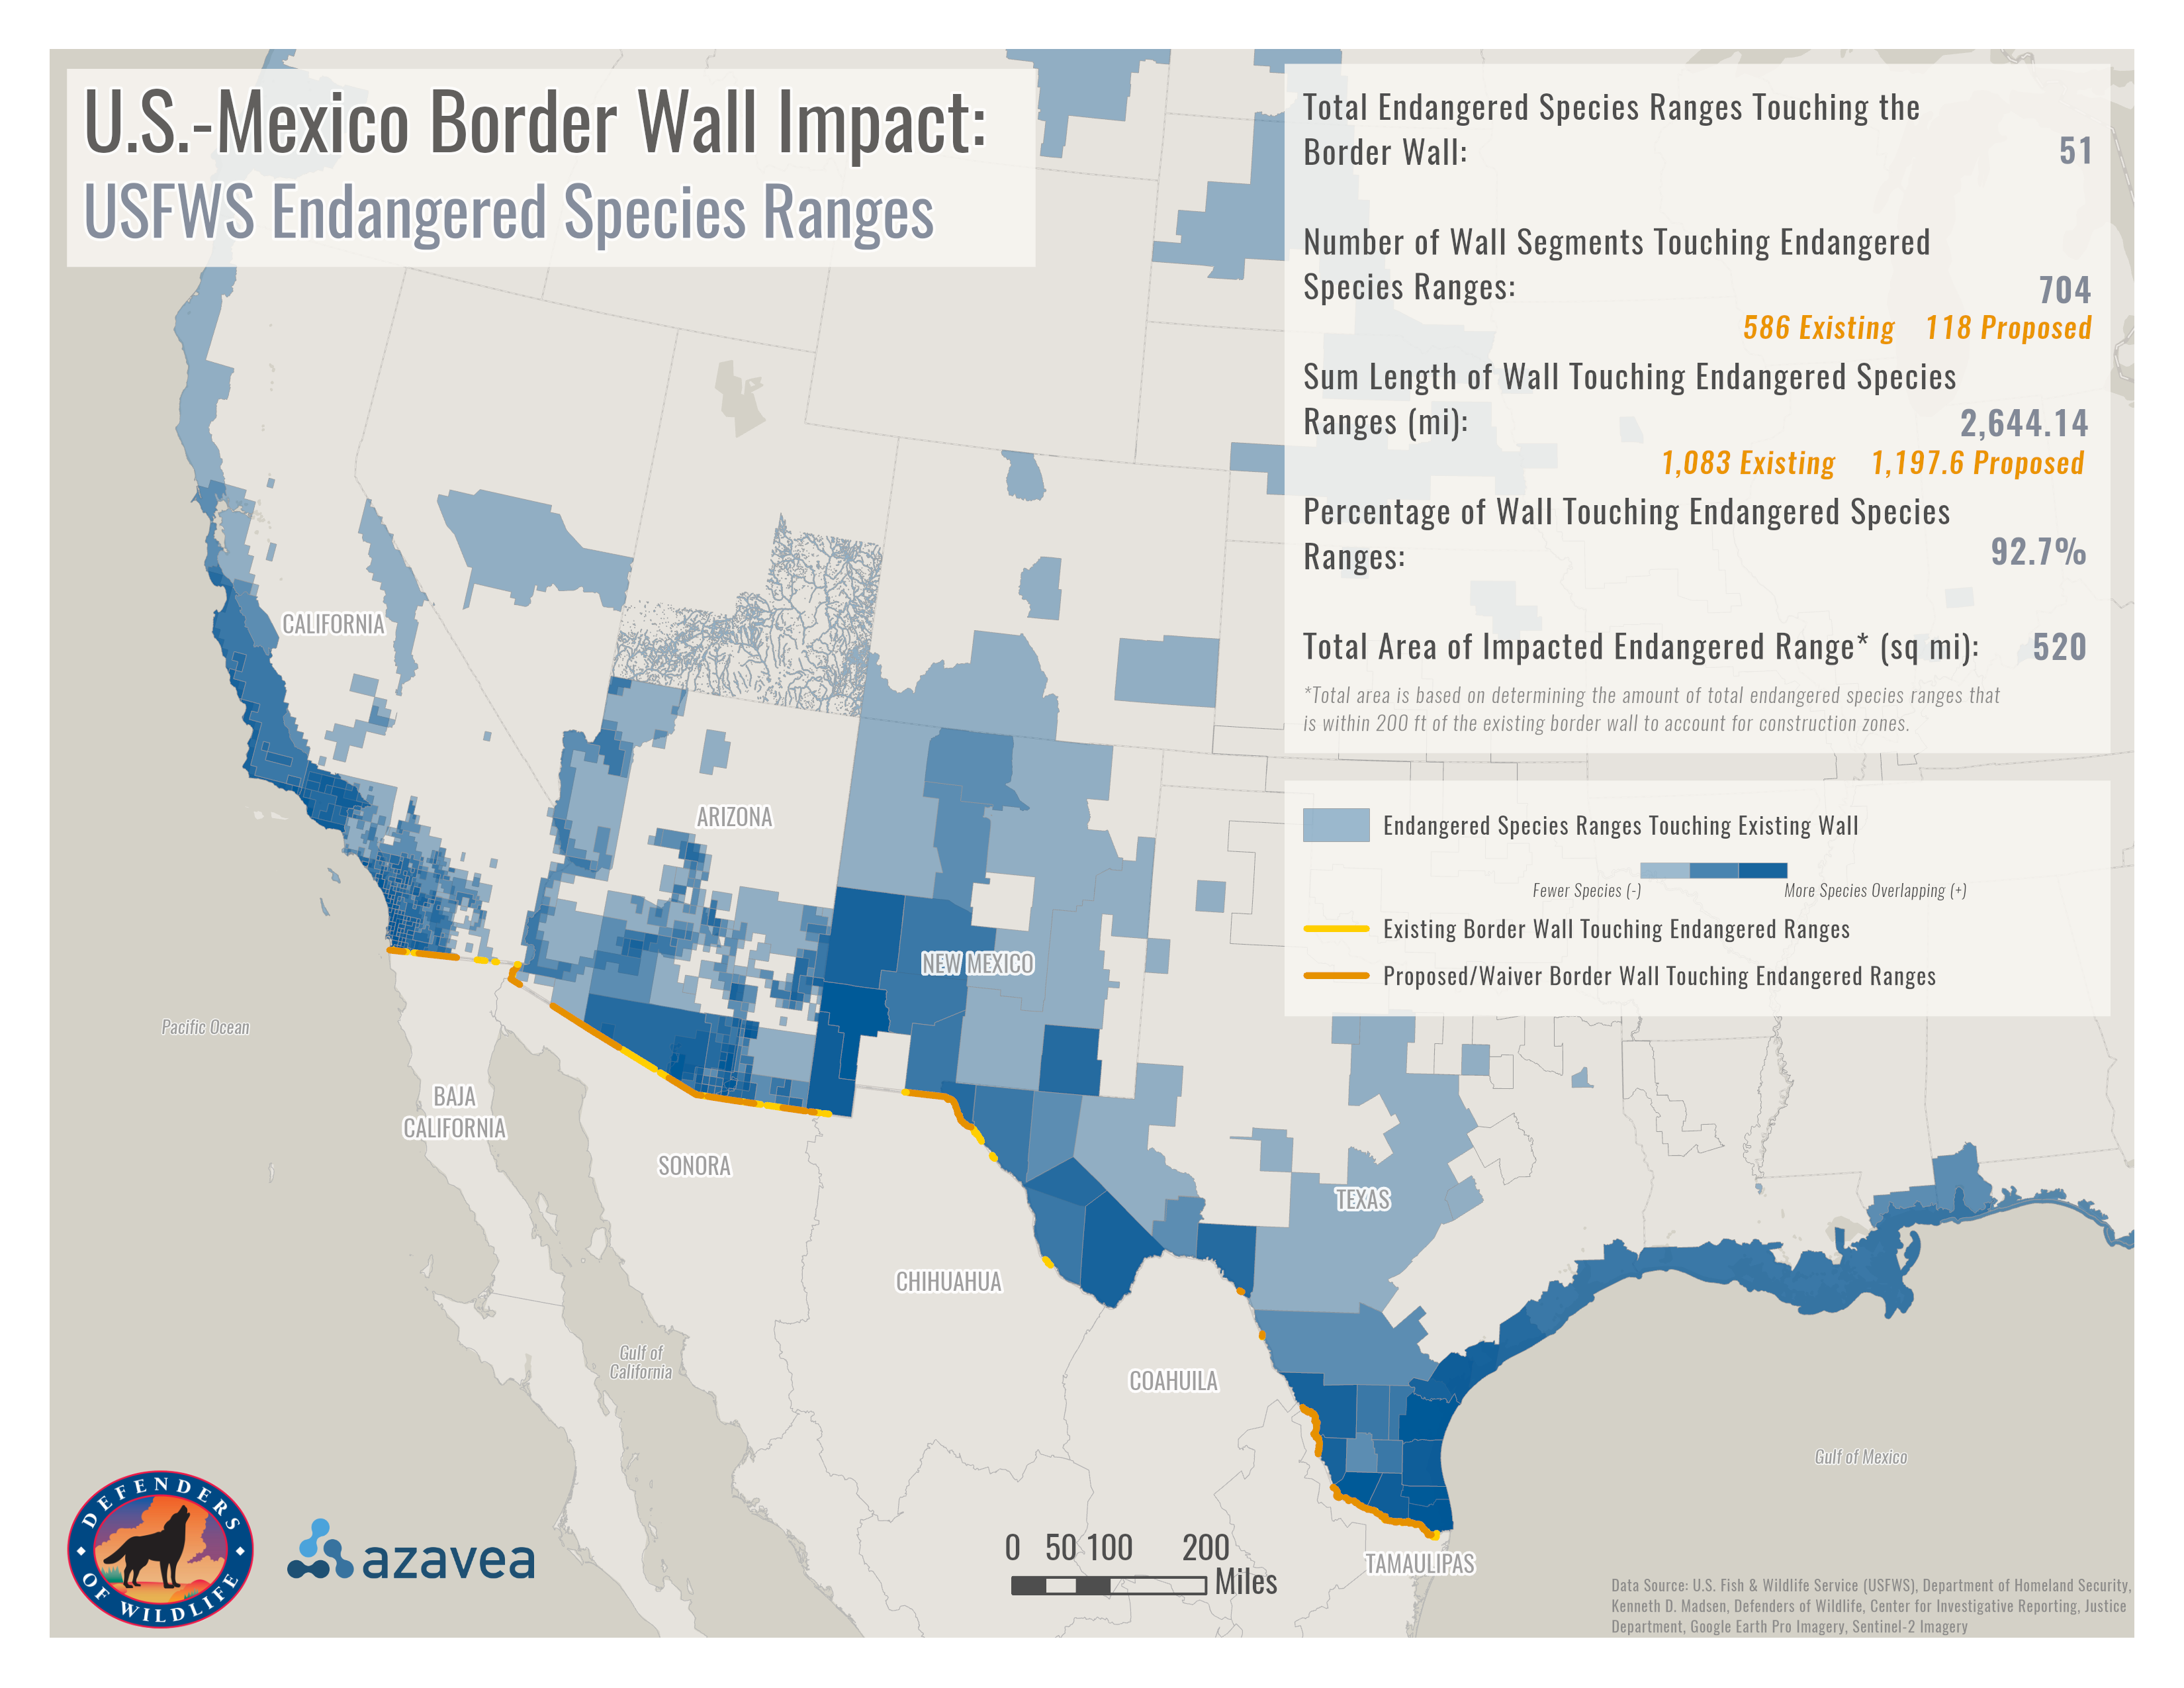 U.S.-Mexico Border Wall Impact:
USFWS Endangered Species Ranges
Total Endangered Species Ranges Touching the
Border Wall:
51
Number of Wall Segments Touching Endangered
Species Ranges:
704
586 Existing 118 Proposed
Sum Length of Wall Touching Endangered Species
Ranges (mi):
2,644.14
1,083 Existing 1,197.6 Proposed
Percentage of Wall Touching Endangered Species
Ranges:
92.7%
Total Area of Impacted Endangered Range* (sq mi): 520
*Total area is based on determining the amount of total endangered species ranges that
is within 200 ft of the existing border wall to account for construction zones.
Endangered Species Ranges Touching Existing Wall
Fewer Species (-) More Species Overlapping (+)
Existing Border Wall Touching Endangered Ranges
Proposed/Waiver Border Wall Touching Endangered Ranges
CALIFORNIA
ARIZONA
NEW MEXICO
Pacific Ocean
BAJA
CALIFORNIA
SONORA
TEXAS
CHIHUAHUA
Gulf of
California
COAHUILA
Gulf of Mexico
TAMAULIPAS
DEFENDERS
OF WILDLIFE
azavea
0 50 100 200
Miles
Data Source: U.S. Fish & Wildlife Service (USFWS), Department of Homeland Security,
Kenneth D. Madsen, Defenders of Wildlife, Center for Investigative Reporting, Justice
Department, Google Earth Pro Imagery, Sentinel-2 Imagery